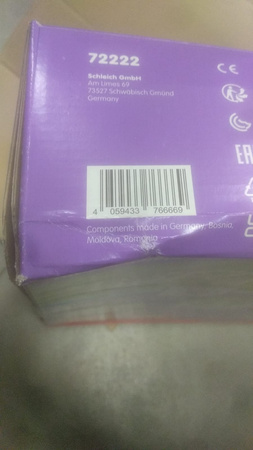 72222
Schleich GmbH
Am Limes 69
73527 Schwäbisch Gmünd
Germany
CE
4 059433 766669
Components made in Germany, Bosnia,
Moldova, Romania